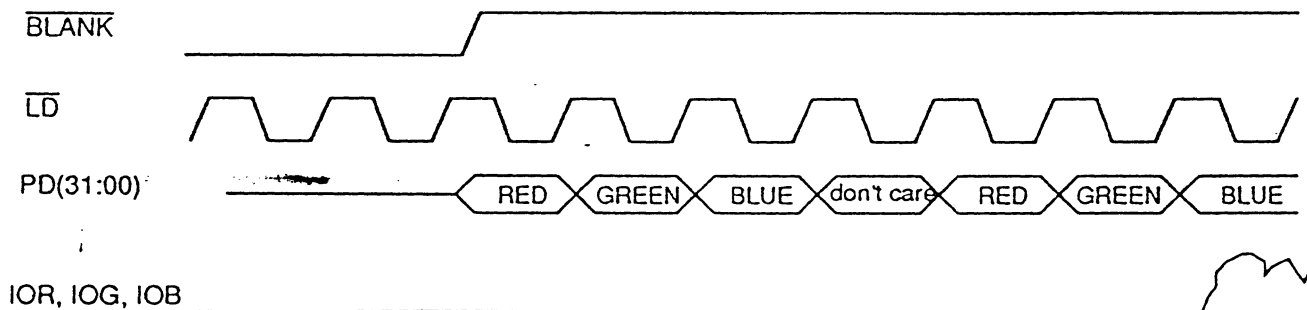 BLANK
LD
PD(31:00)
RED GREEN BLUE don't care RED GREEN BLUE
IOR, IOG, IOB